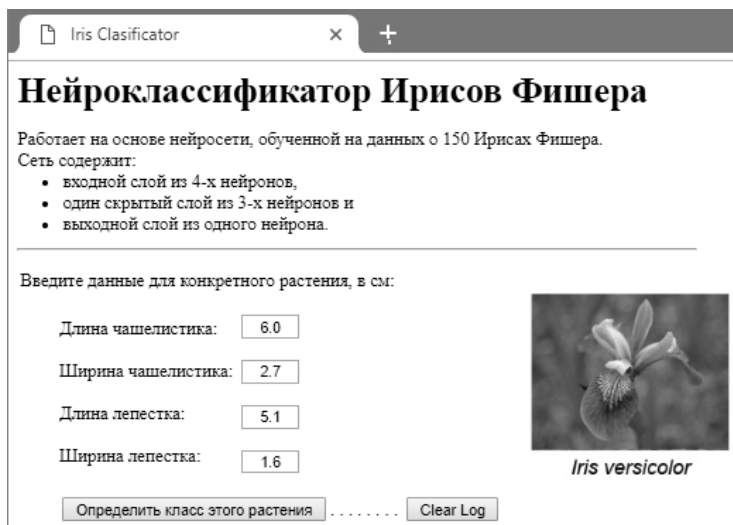 Iris Clasificator
Нейроклассификатор Ирисов Фишера
Работает на основе нейросети, обученной на данных о 150 Ирисах Фишера.
Сеть содержит:
• входной слой из 4-х нейронов,
• один скрытый слой из 3-х нейронов и
• выходной слой из одного нейрона.
Введите данные для конкретного растения, в см:
Длина чашелистика: 6.0
Ширина чашелистика: 2.7
Длина лепестка: 5.1
Ширина лепестка: 1.6
Iris versicolor
Определить класс этого растения . . . . . . . . Clear Log